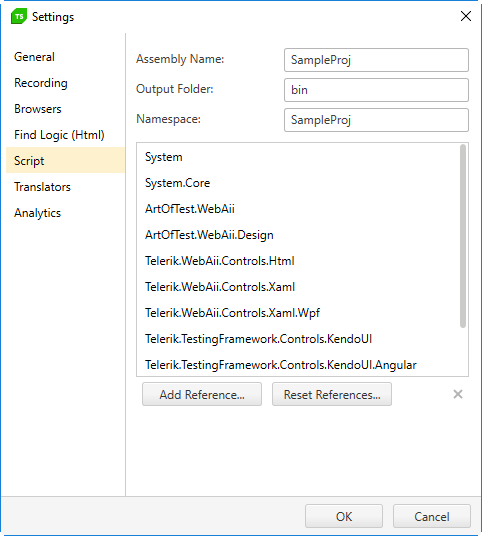 TS Settings
General
Recording
Browsers
Find Logic (Html)
Script
Translators
Analytics
Assembly Name: SampleProj
Output Folder: bin
Namespace: SampleProj
System
System.Core
ArtOfTest.WebAii
ArtOfTest.WebAii.Design
Telerik.WebAii.Controls.Html
Telerik.WebAii.Controls.Xaml
Telerik.WebAii.Controls.Xaml.Wpf
Telerik.TestingFramework.Controls.KendoUI
Telerik.TestingFramework.Controls.KendoUI.Angular
Add Reference... Reset References...
OK Cancel